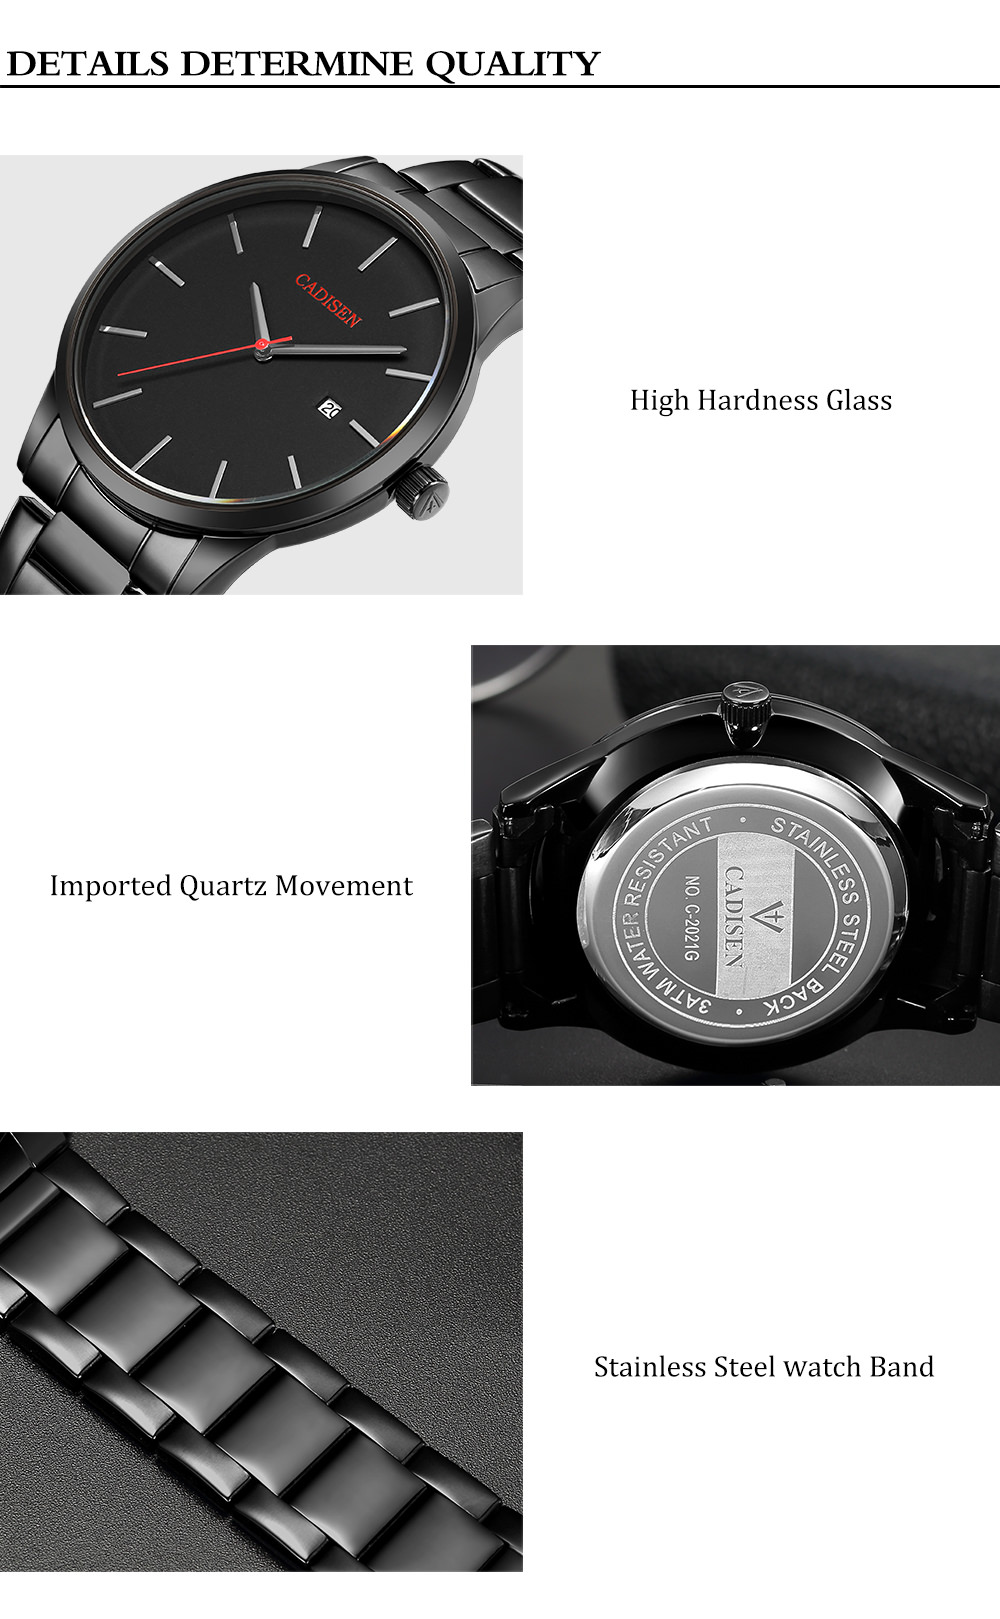 DETAILS DETERMINE QUALITY
CADISEN
20
High Hardness Glass
Imported Quartz Movement
STAINLESS STEEL BACK • 3ATM WATER RESISTANT •
CADISEN
NO. C-2021G
Stainless Steel watch Band